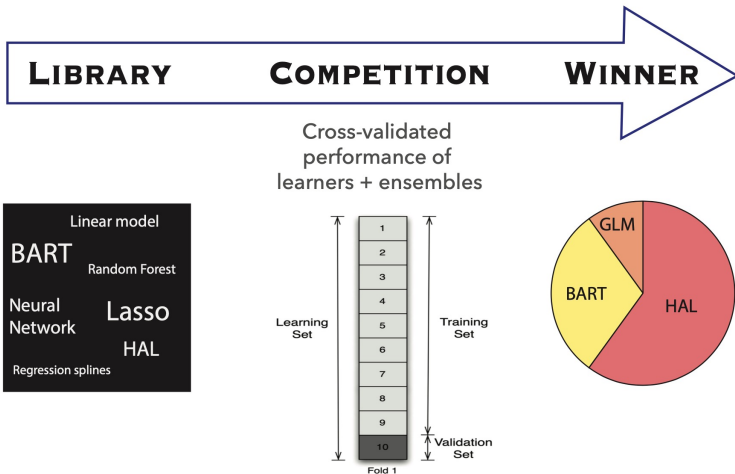 LIBRARY COMPETITION WINNER
Cross-validated
performance of
learners + ensembles
Linear model
BART
Random Forest
Neural
Network
Lasso
HAL
Regression splines
Learning
Set
1
2
3
4
5
6
7
8
9
10
Fold 1
Training
Set
Validation
Set
GLM
BART
HAL